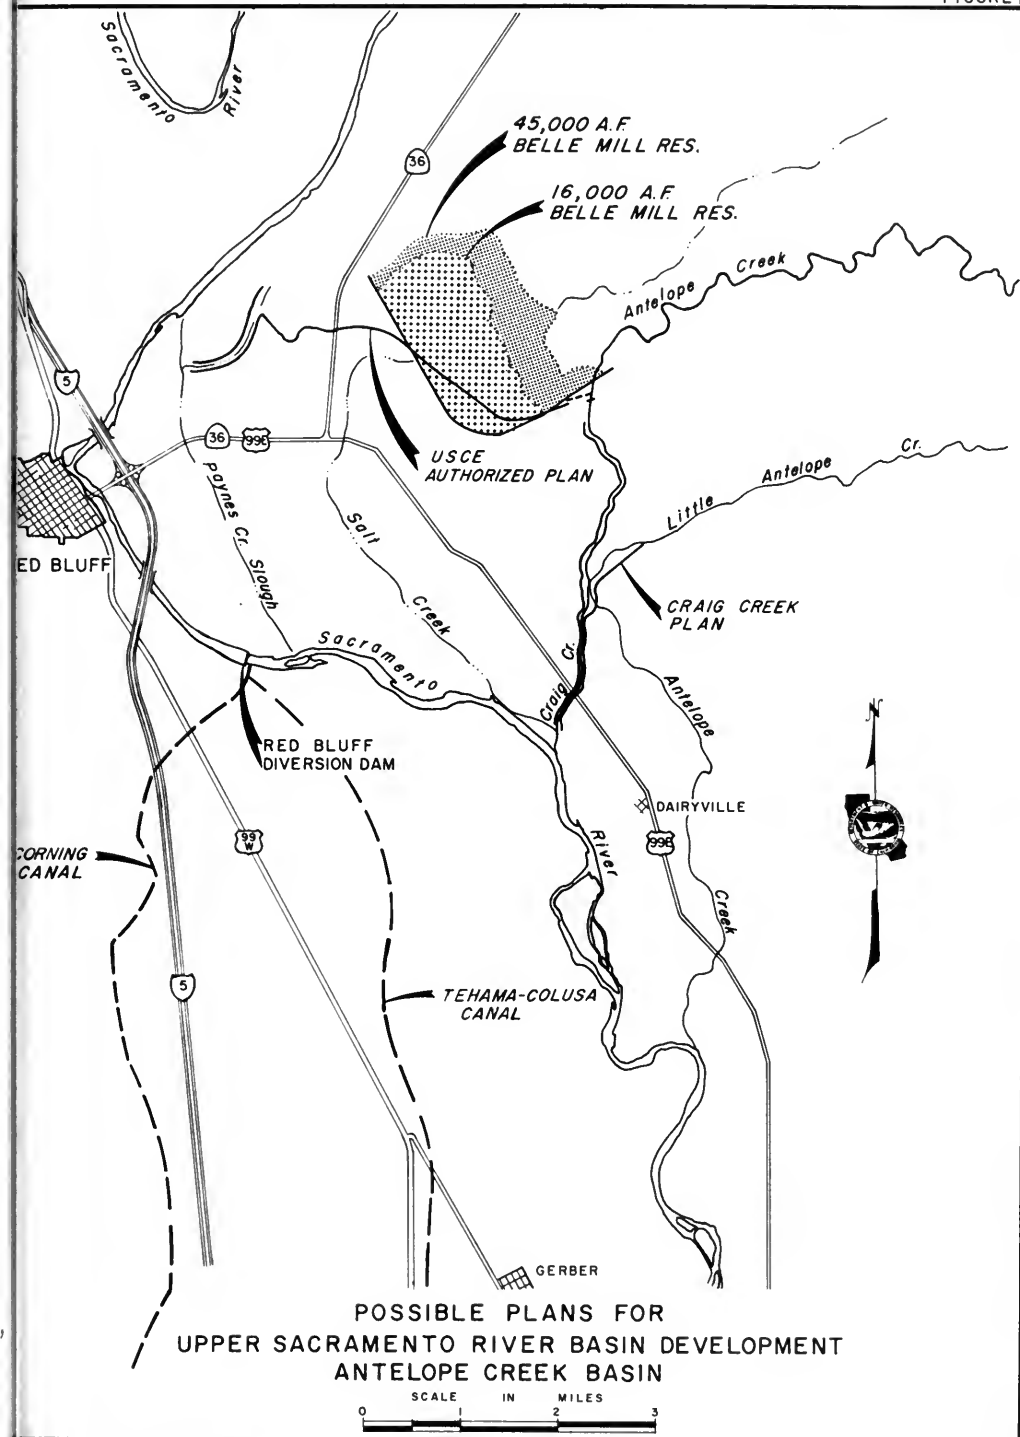 Sacramento
River
45,000 A.F.
BELLE MILL RES.
36
16,000 A.F.
BELLE MILL RES.
Antelope Creek
5
36
99E
USCE
AUTHORIZED PLAN
Little Antelope Cr.
Paynes Cr. Slough
Salt
Creek
ED BLUFF
CRAIG CREEK
PLAN
Sacramento
Craig Cr.
Antelope
N
RED BLUFF
DIVERSION DAM
DAIRYVILLE
99
W
River
99E
CORNING
CANAL
Creek
5
TEHAMA-COLUSA
CANAL
GERBER
POSSIBLE PLANS FOR
UPPER SACRAMENTO RIVER BASIN DEVELOPMENT
ANTELOPE CREEK BASIN
SCALE IN MILES
0 1 2 3